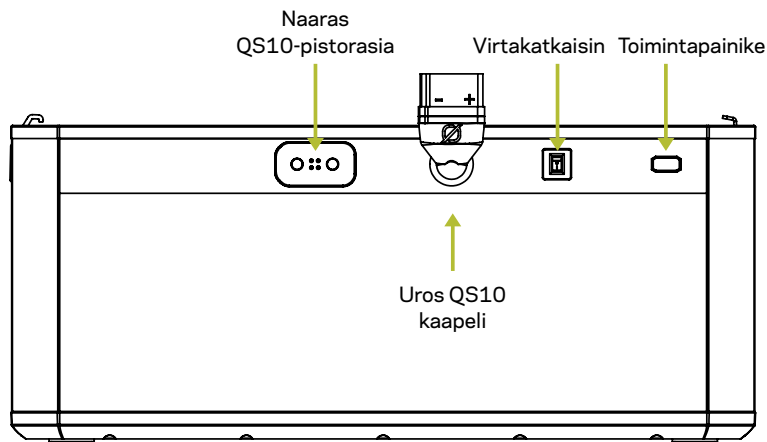 Naaras
QS10-pistorasia
Virtakatkaisin
Toimintapainike
- +
Uros QS10
kaapeli